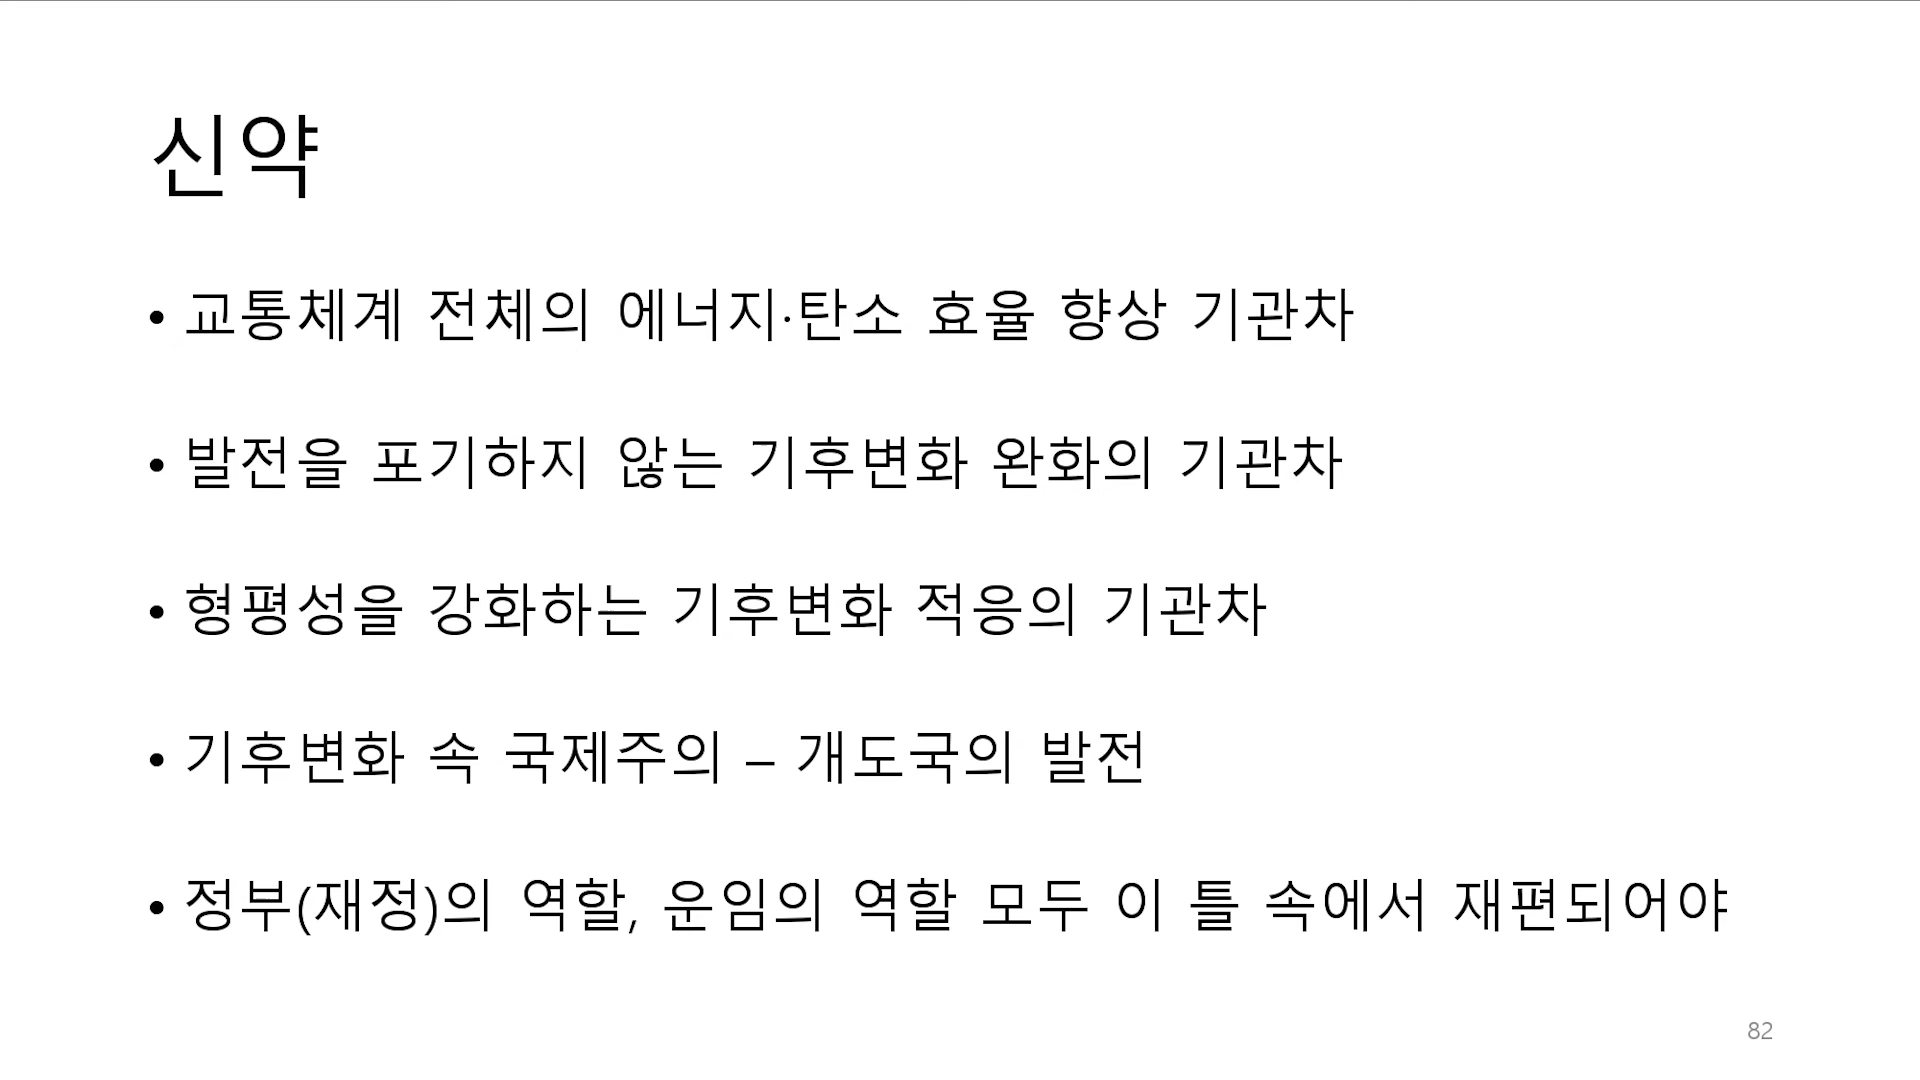 신약
• 교통체계 전체의 에너지·탄소 효율 향상 기관차
• 발전을 포기하지 않는 기후변화 완화의 기관차
• 형평성을 강화하는 기후변화 적응의 기관차
• 기후변화 속 국제주의 – 개도국의 발전
• 정부(재정)의 역할, 운임의 역할 모두 이 틀 속에서 재편되어야
82